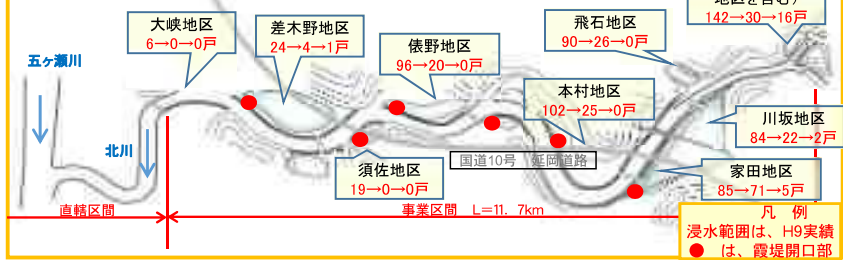 地区を含む)
142→30→16戸
大峡地区
6→0→0戸
差木野地区
24→4→1戸
飛石地区
90→26→0戸
俵野地区
96→20→0戸
五ヶ瀬川
本村地区
102→25→0戸
川坂地区
84→22→2戸
北川
国道10号 延岡道路
須佐地区
19→0→0戸
家田地区
85→71→5戸
直轄区間
事業区間 L=11.7km
凡 例
浸水範囲は、H9実績
は、霞堤開口部